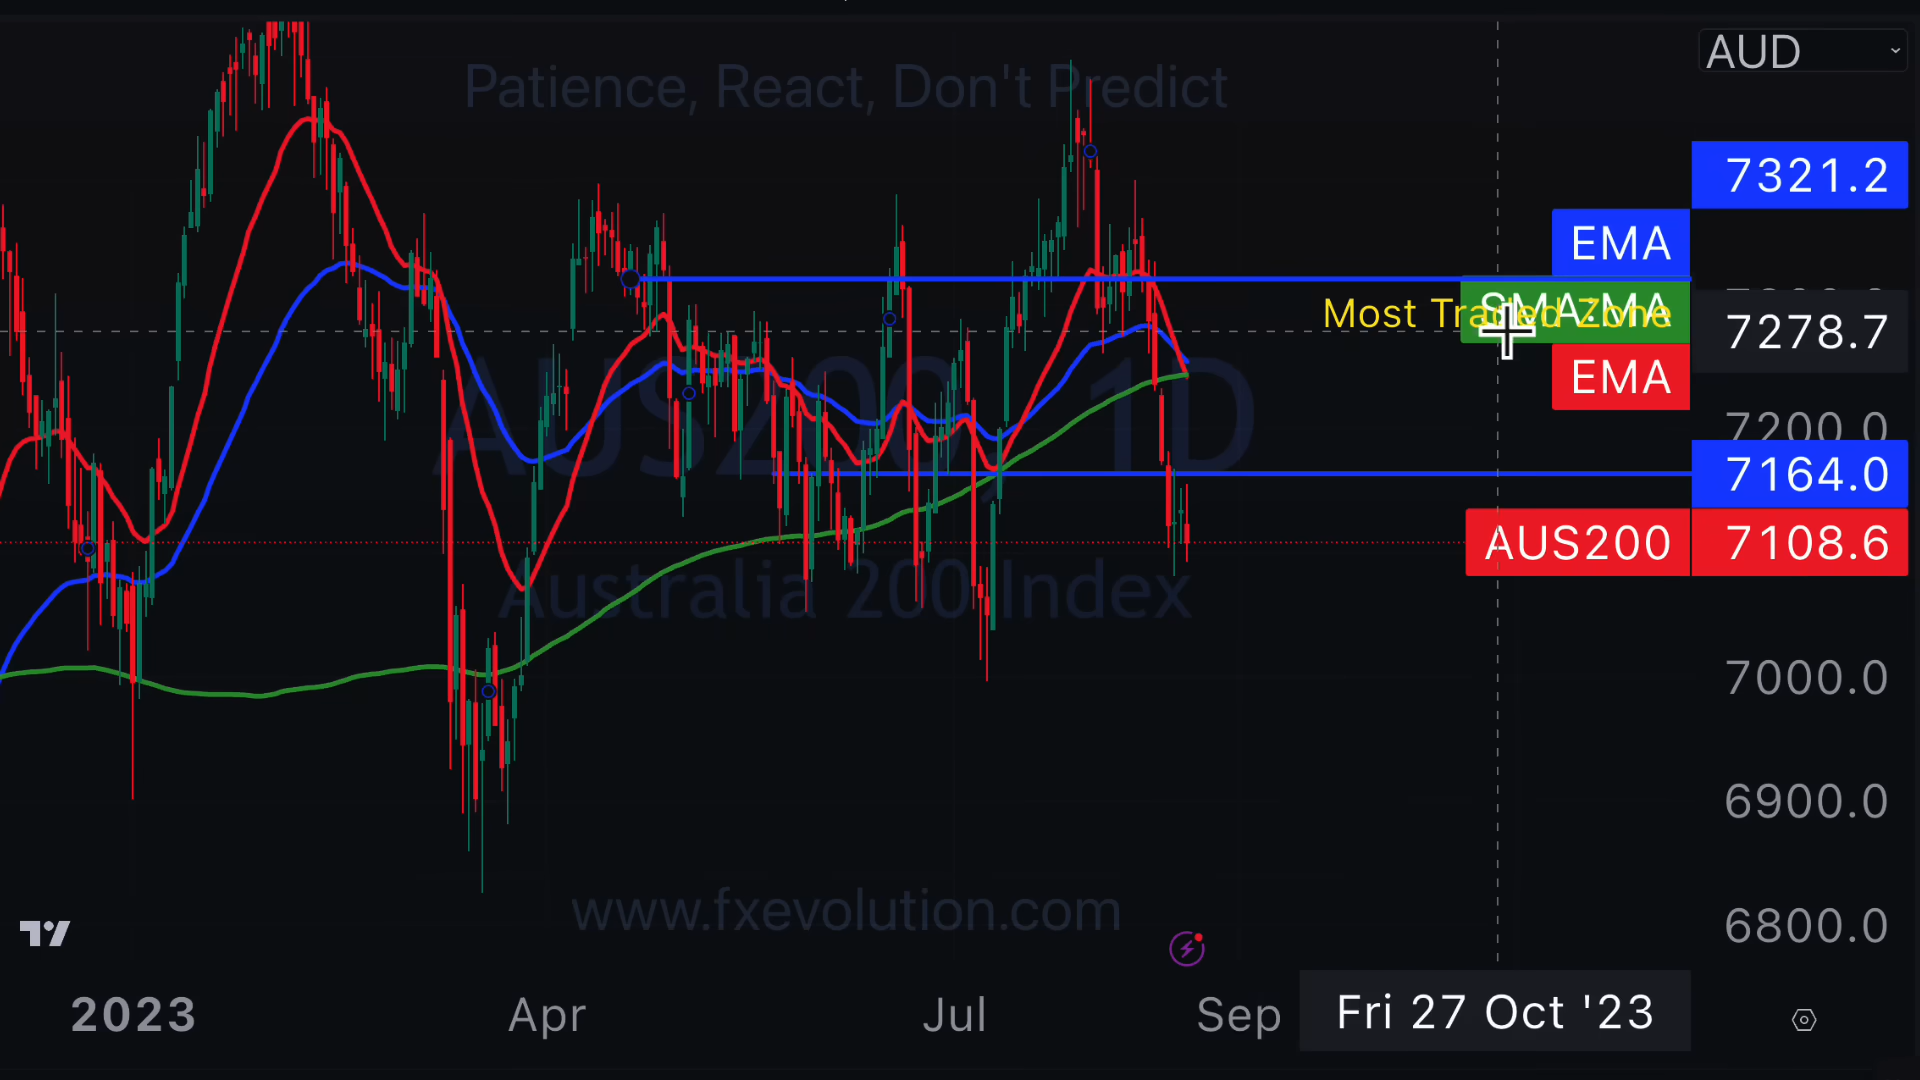 AUD
Patience, React, Don't Predict
7321.2
EMA
Most Traded Zone
7278.7
EMA
AUS200, 1D
7200.0
7164.0
AUS200
7108.6
Australia 200 Index
7000.0
6900.0
www.fxevolution.com
6800.0
2023
Apr
Jul
Sep
Fri 27 Oct '23